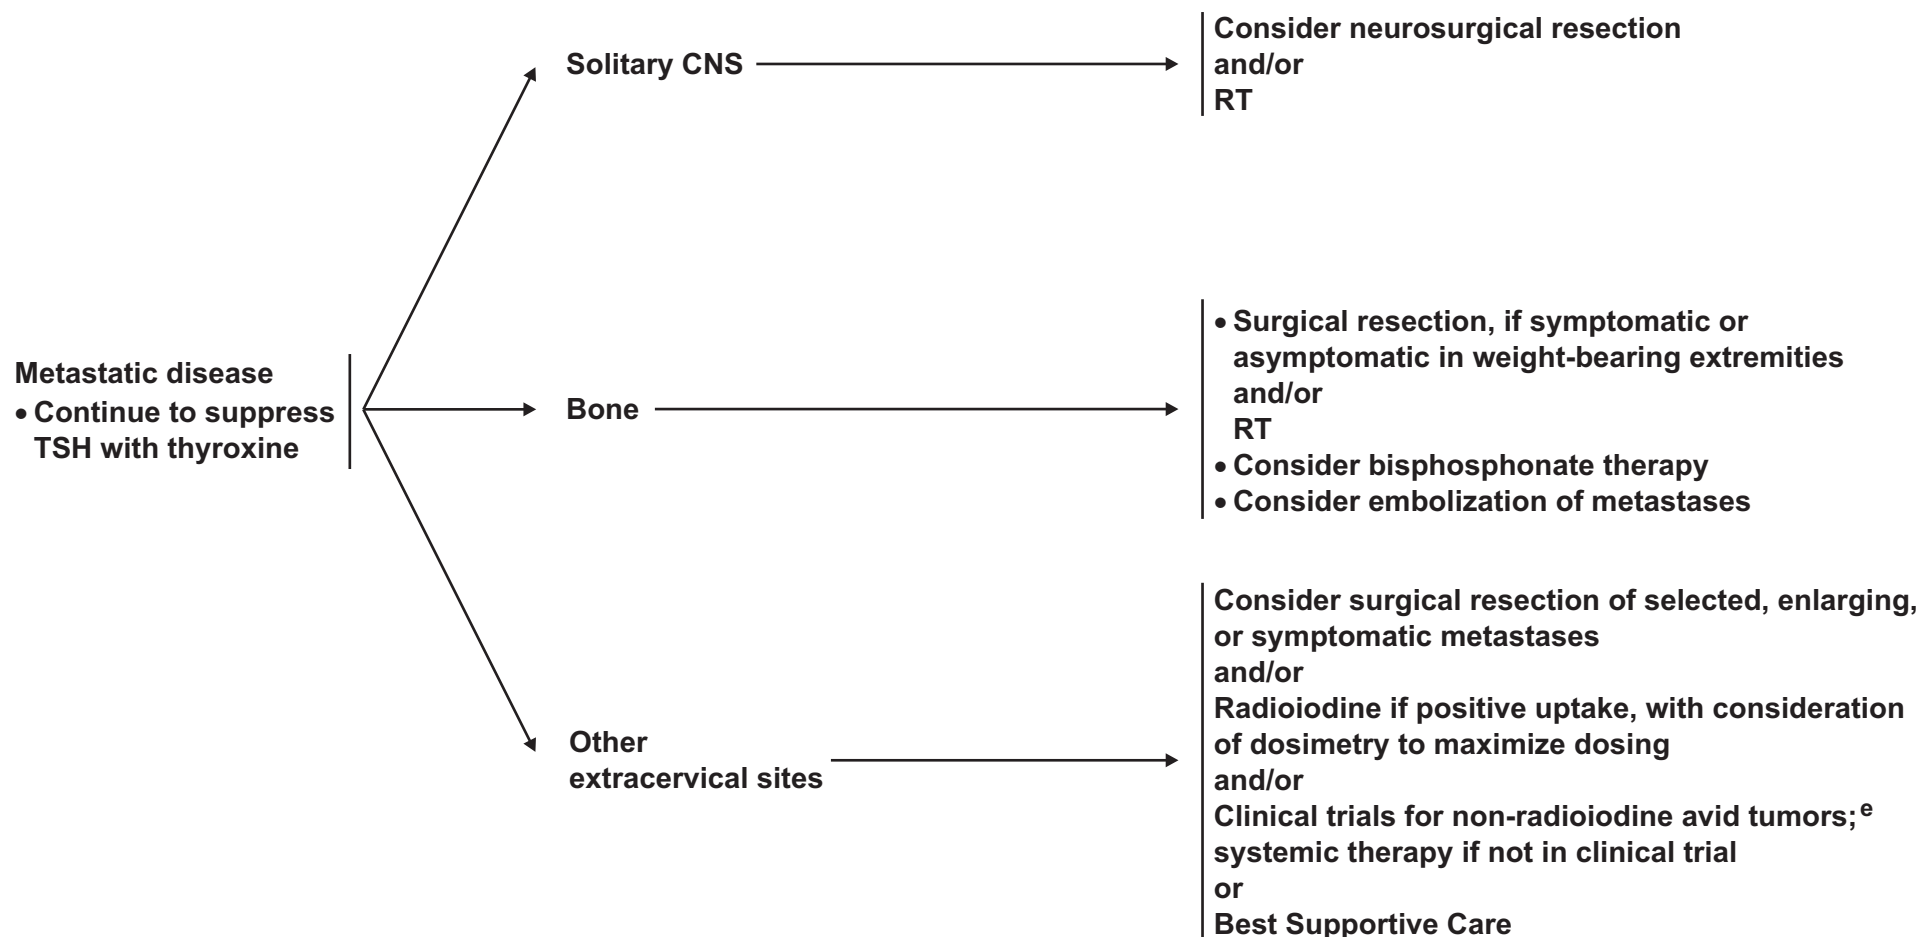 Metastatic disease
• Continue to suppress
TSH with thyroxine
Solitary CNS
Consider neurosurgical resection
and/or
RT
Bone
• Surgical resection, if symptomatic or
asymptomatic in weight-bearing extremities
and/or
RT
• Consider bisphosphonate therapy
• Consider embolization of metastases
Other
extracervical sites
Consider surgical resection of selected, enlarging,
or symptomatic metastases
and/or
Radioiodine if positive uptake, with consideration
of dosimetry to maximize dosing
and/or
Clinical trials for non-radioiodine avid tumors;e
systemic therapy if not in clinical trial
or
Best Supportive Care